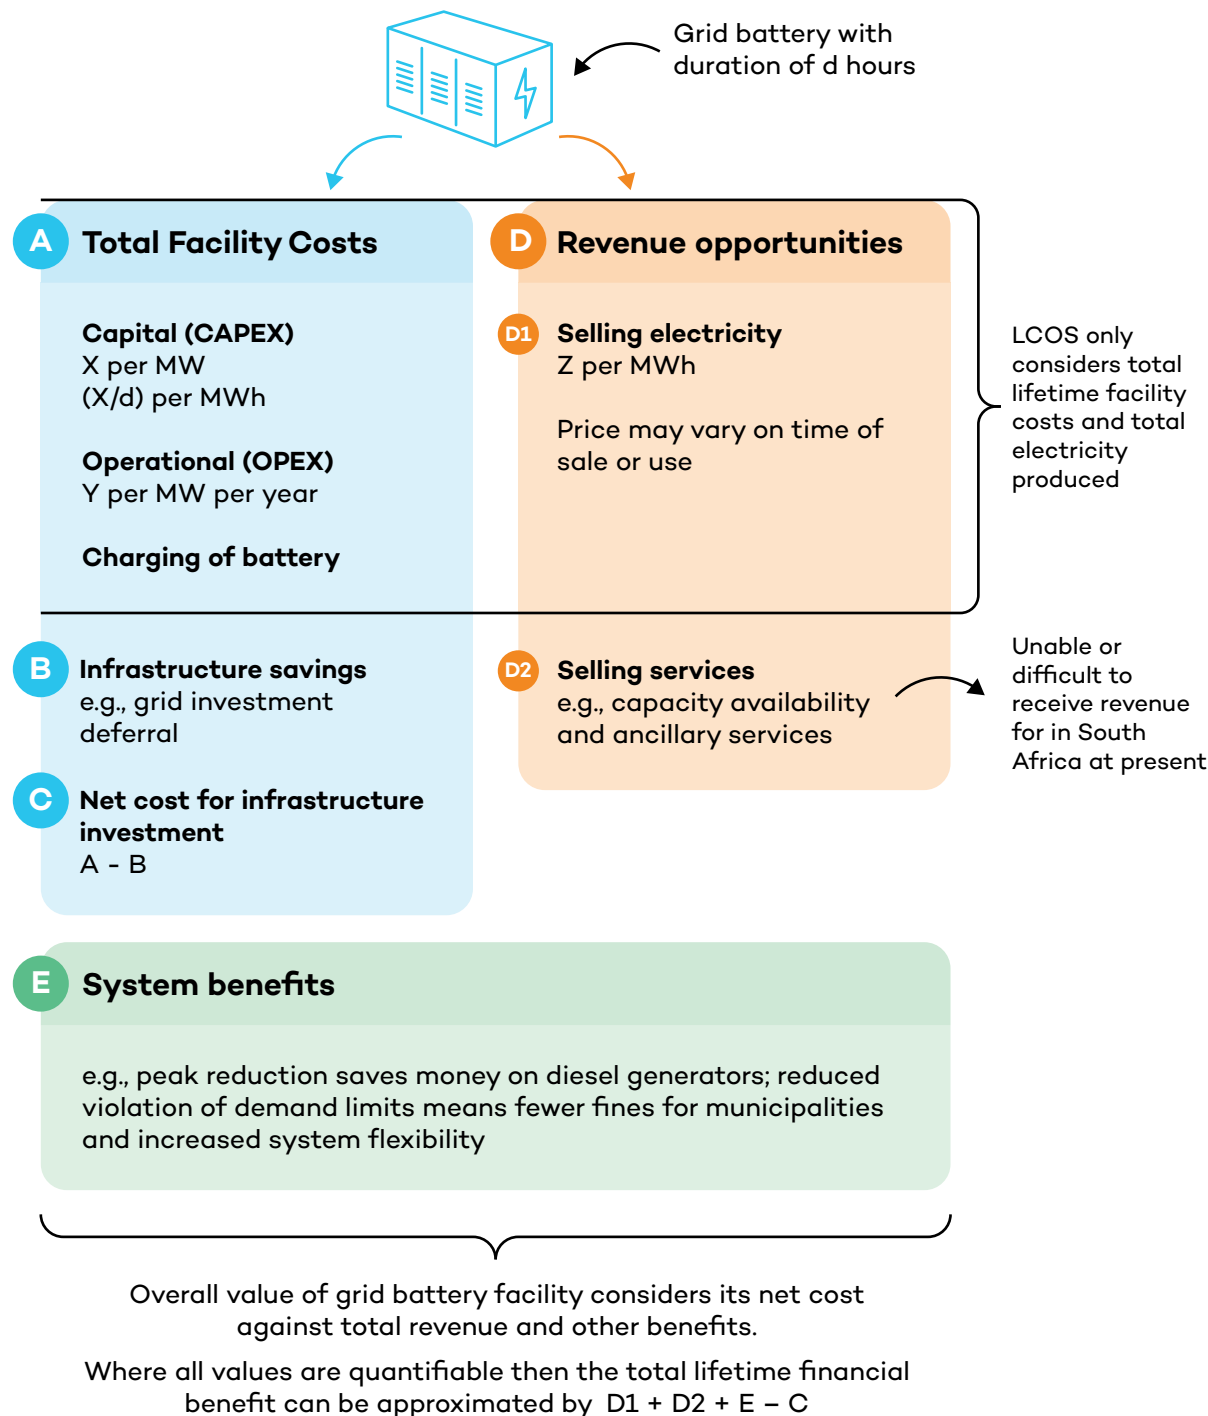 Grid battery with
duration of d hours
A Total Facility Costs
Capital (CAPEX)
X per MW
(X/d) per MWh
Operational (OPEX)
Y per MW per year
Charging of battery
D Revenue opportunities
D1 Selling electricity
Z per MWh
Price may vary on time of
sale or use
LCOS only
considers total
lifetime facility
costs and total
electricity
produced
B Infrastructure savings
e.g., grid investment
deferral
C Net cost for infrastructure
investment
A - B
D2 Selling services
e.g., capacity availability
and ancillary services
Unable or
difficult to
receive revenue
for in South
Africa at present
E System benefits
e.g., peak reduction saves money on diesel generators; reduced
violation of demand limits means fewer fines for municipalities
and increased system flexibility
Overall value of grid battery facility considers its net cost
against total revenue and other benefits.
Where all values are quantifiable then the total lifetime financial
benefit can be approximated by D1 + D2 + E – C